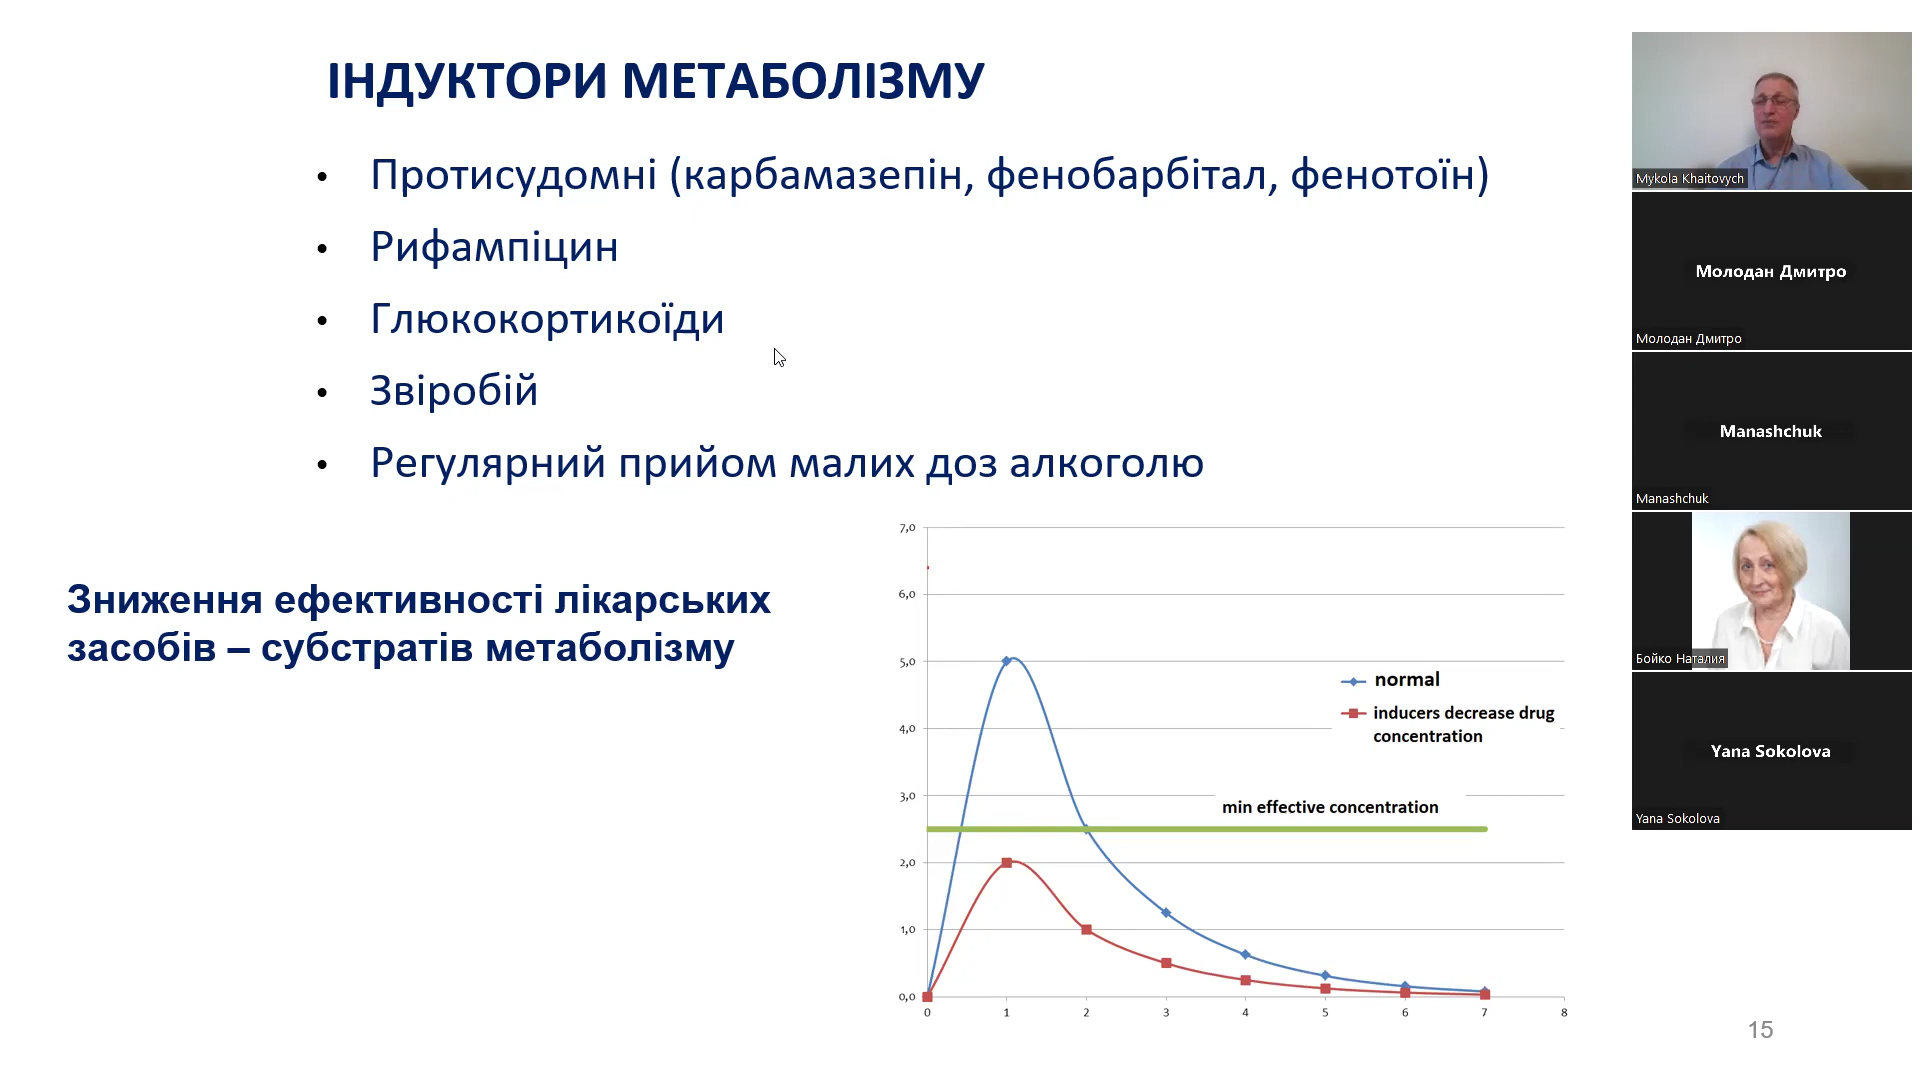 ІНДУКТОРИ МЕТАБОЛІЗМУ
• Протисудомні (карбамазепін, фенобарбітал, фенотоїн)
• Рифампіцин
• Глюкокортикоїди
• Звіробій
• Регулярний прийом малих доз алкоголю
Зниження ефективності лікарських
засобів – субстратів метаболізму
7,0
6,0
5,0
4,0
3,0
2,0
1,0
0,0
normal
inducers decrease drug
concentration
min effective concentration
0 1 2 3 4 5 6 7 8
15
Mykola Khaitovych
Молодан Дмитро
Молодан Дмитро
Manashchuk
Manashchuk
Бойко Наталия
Yana Sokolova
Yana Sokolova